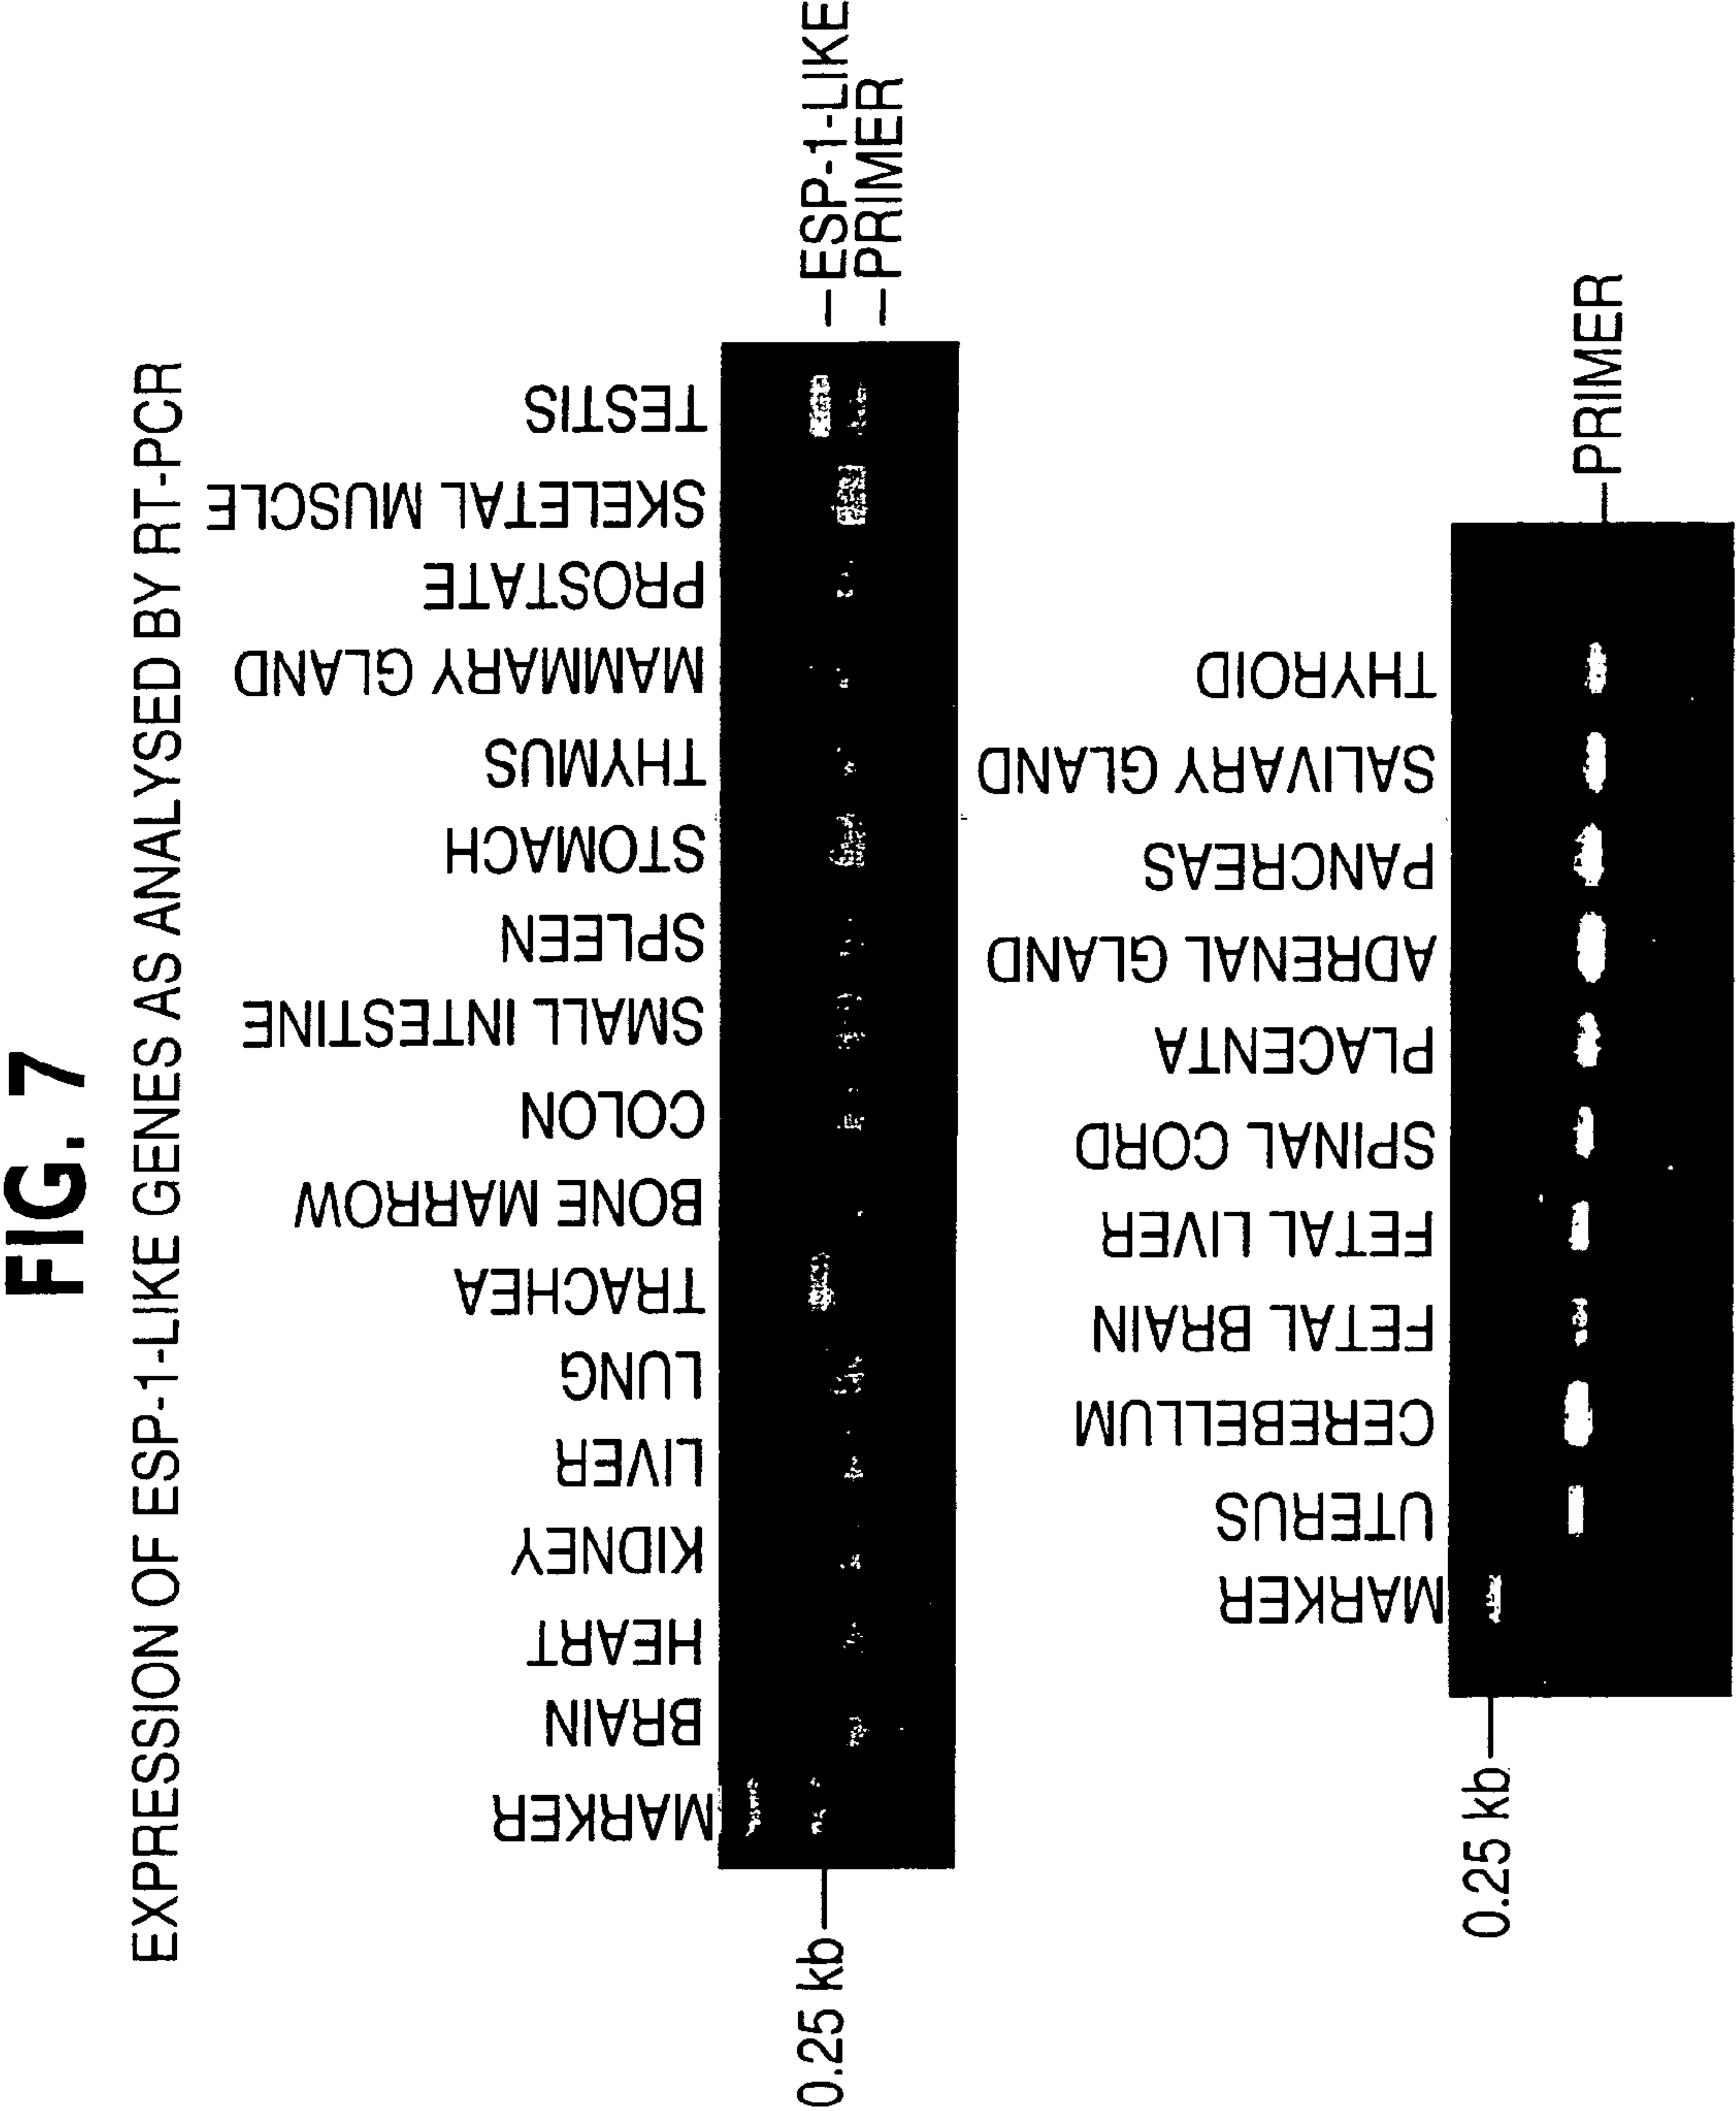 FIG. 7
EXPRESSION OF ESP-1-LIKE GENES AS ANALYSED BY RT-PCR
MARKER
BRAIN
HEART
KIDNEY
LIVER
LUNG
TRACHEA
BONE MARROW
COLON
SMALL INTESTINE
SPLEEN
STOMACH
THYMUS
MAMMARY GLAND
PROSTATE
SKELETAL MUSCLE
TESTIS
0.25 kb
ESP-1-LIKE
PRIMER
MARKER
UTERUS
CEREBELLUM
FETAL BRAIN
FETAL LIVER
SPINAL CORD
PLACENTA
ADRENAL GLAND
PANCREAS
SALIVARY GLAND
THYROID
0.25 kb
PRIMER